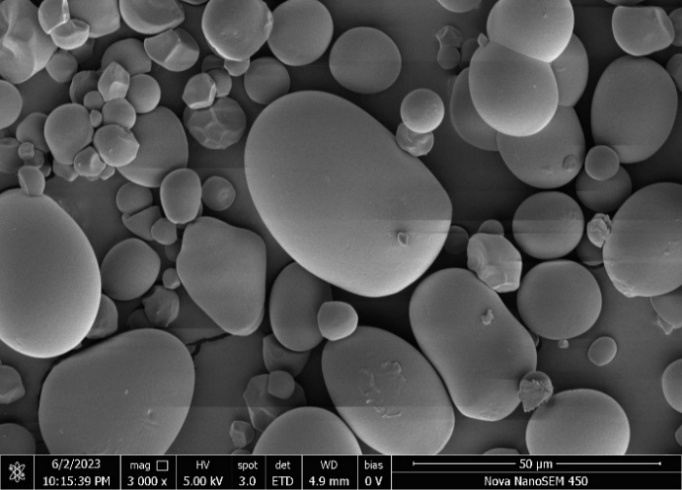 6/2/2023 mag HV spot det WD bias 50 µm
10:15:39 PM 3 000 x 5.00 kV 3.0 ETD 4.9 mm 0 V Nova NanoSEM 450